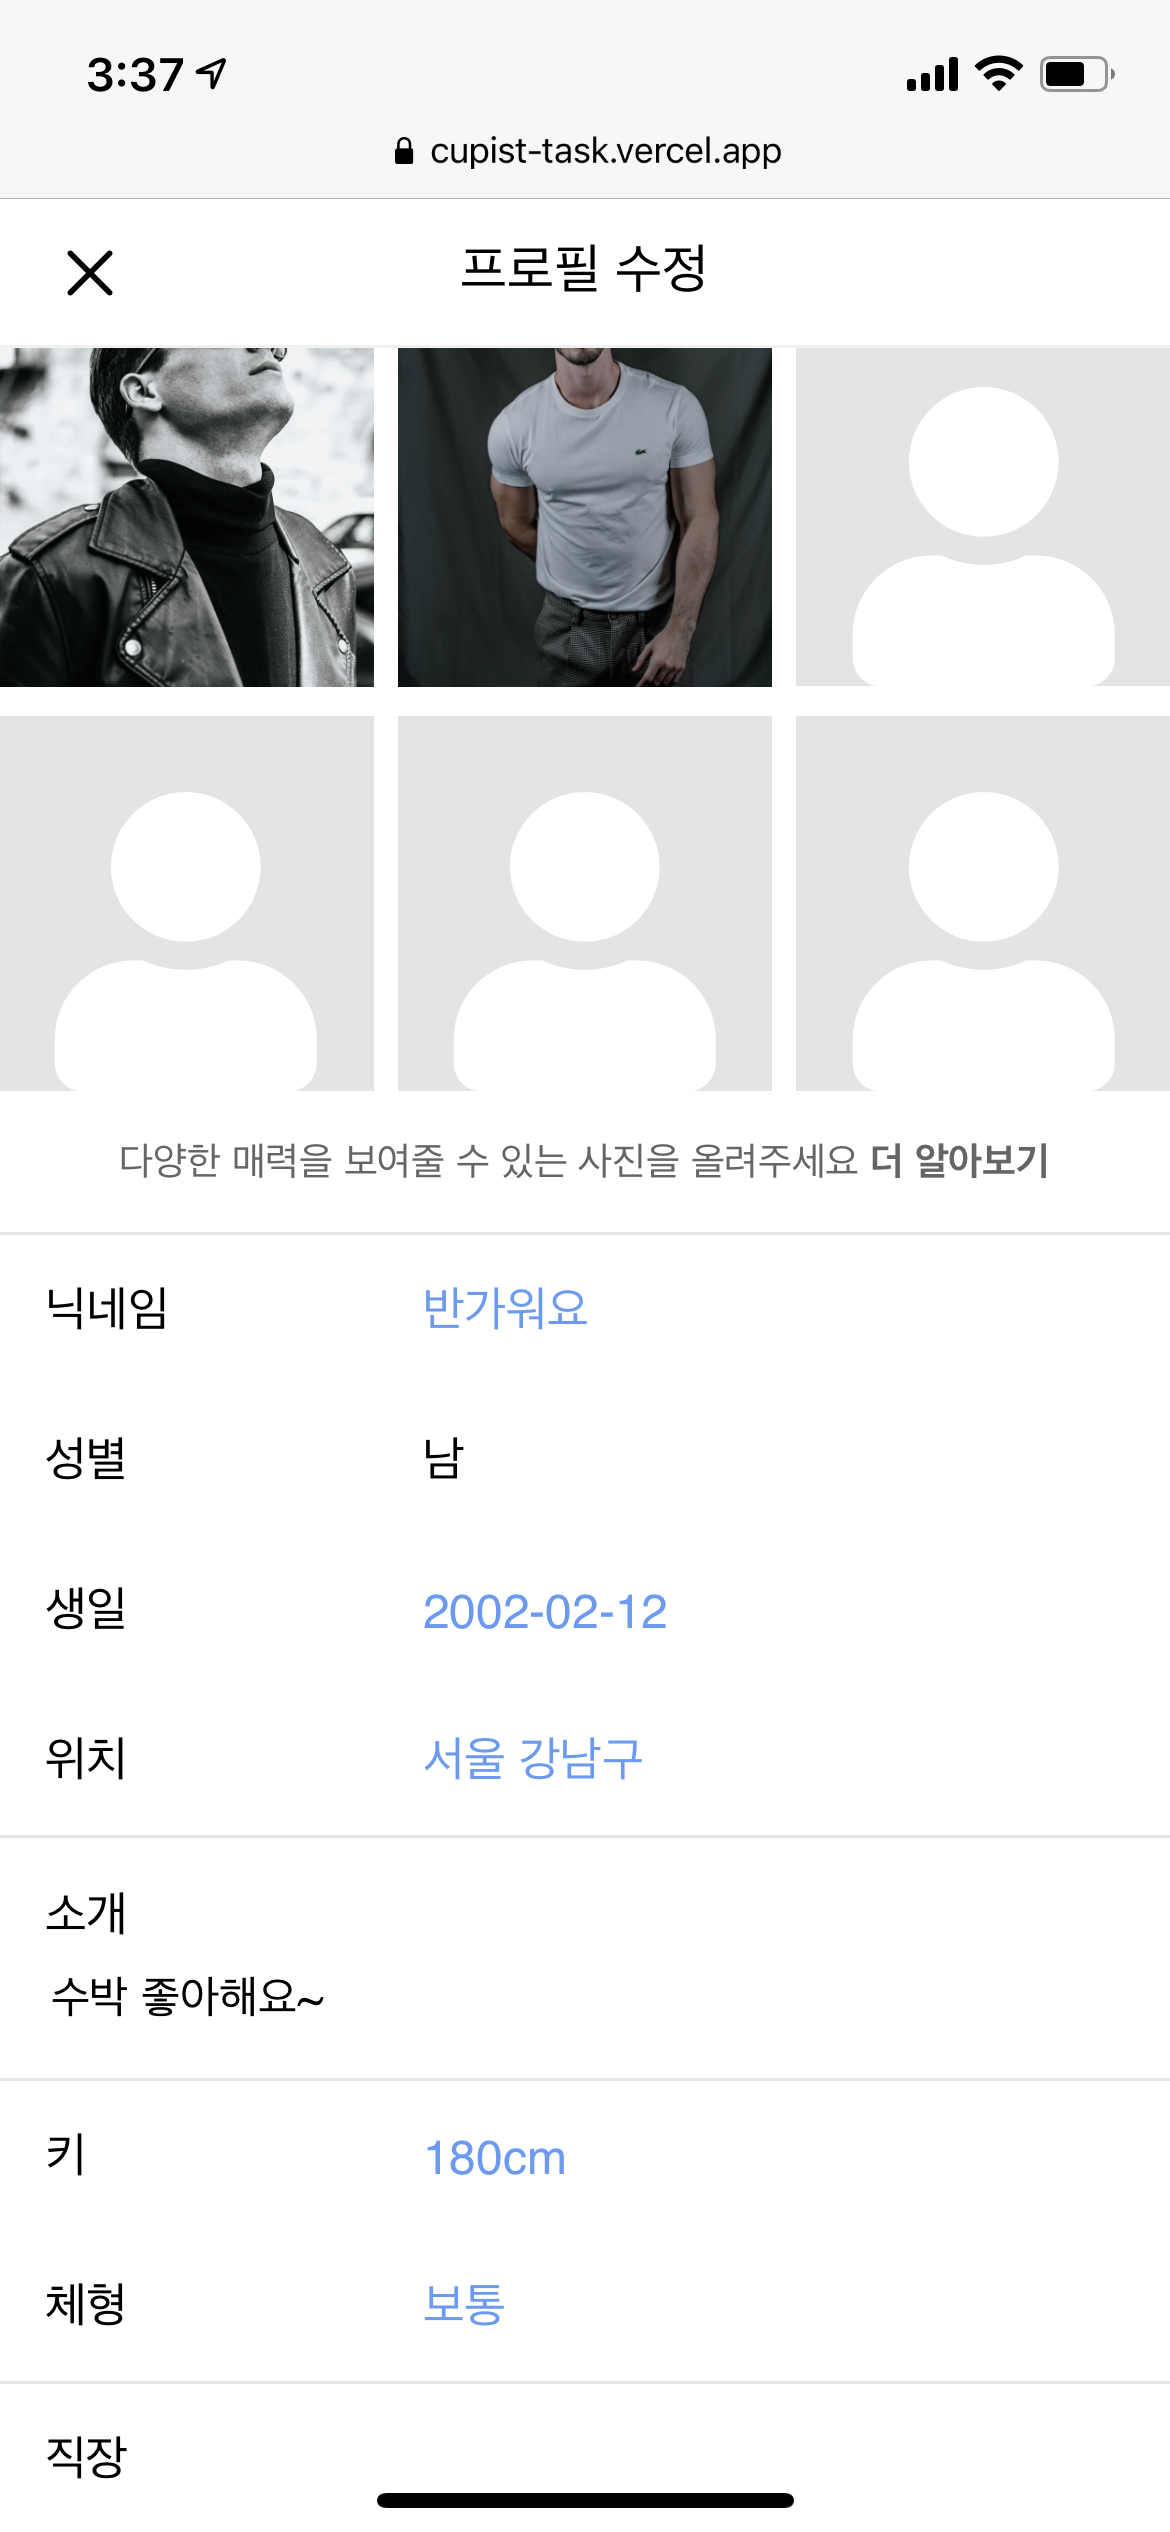 3:37
cupist-task.vercel.app
프로필 수정
다양한 매력을 보여줄 수 있는 사진을 올려주세요 더 알아보기
닉네임 반가워요
성별 남
생일 2002-02-12
위치 서울 강남구
소개
수박 좋아해요~
키 180cm
체형 보통
직장